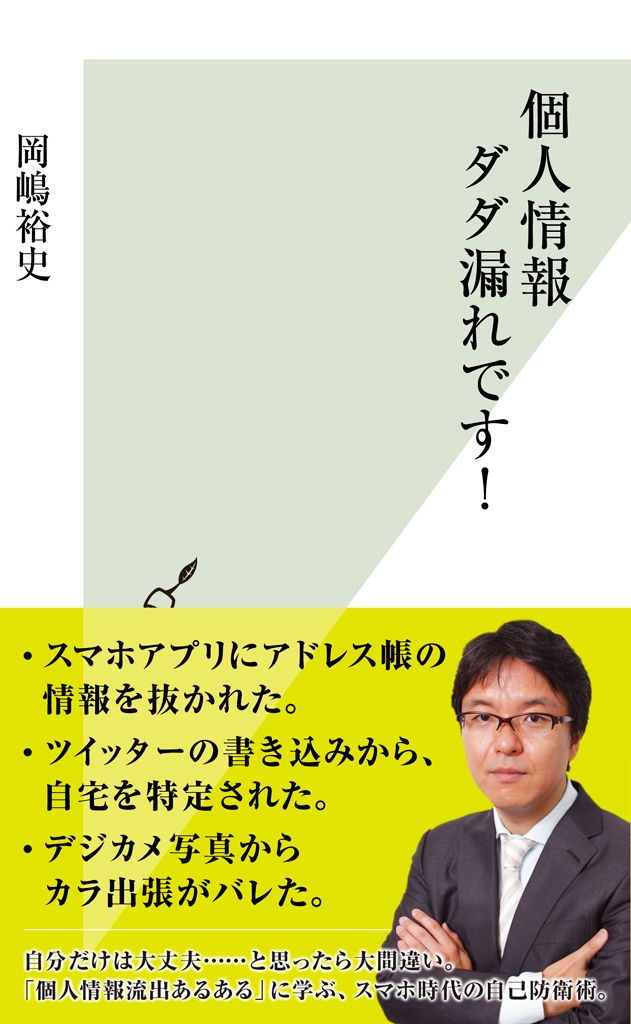 個人情報
ダダ漏れです！
岡嶋裕史
・スマホアプリにアドレス帳の
情報を抜かれた。
・ツイッターの書き込みから、
自宅を特定された。
・デジカメ写真から
カラ出張がバレた。
自分だけは大丈夫……と思ったら大間違い。
「個人情報流出あるある」に学ぶ、スマホ時代の自己防衛術。